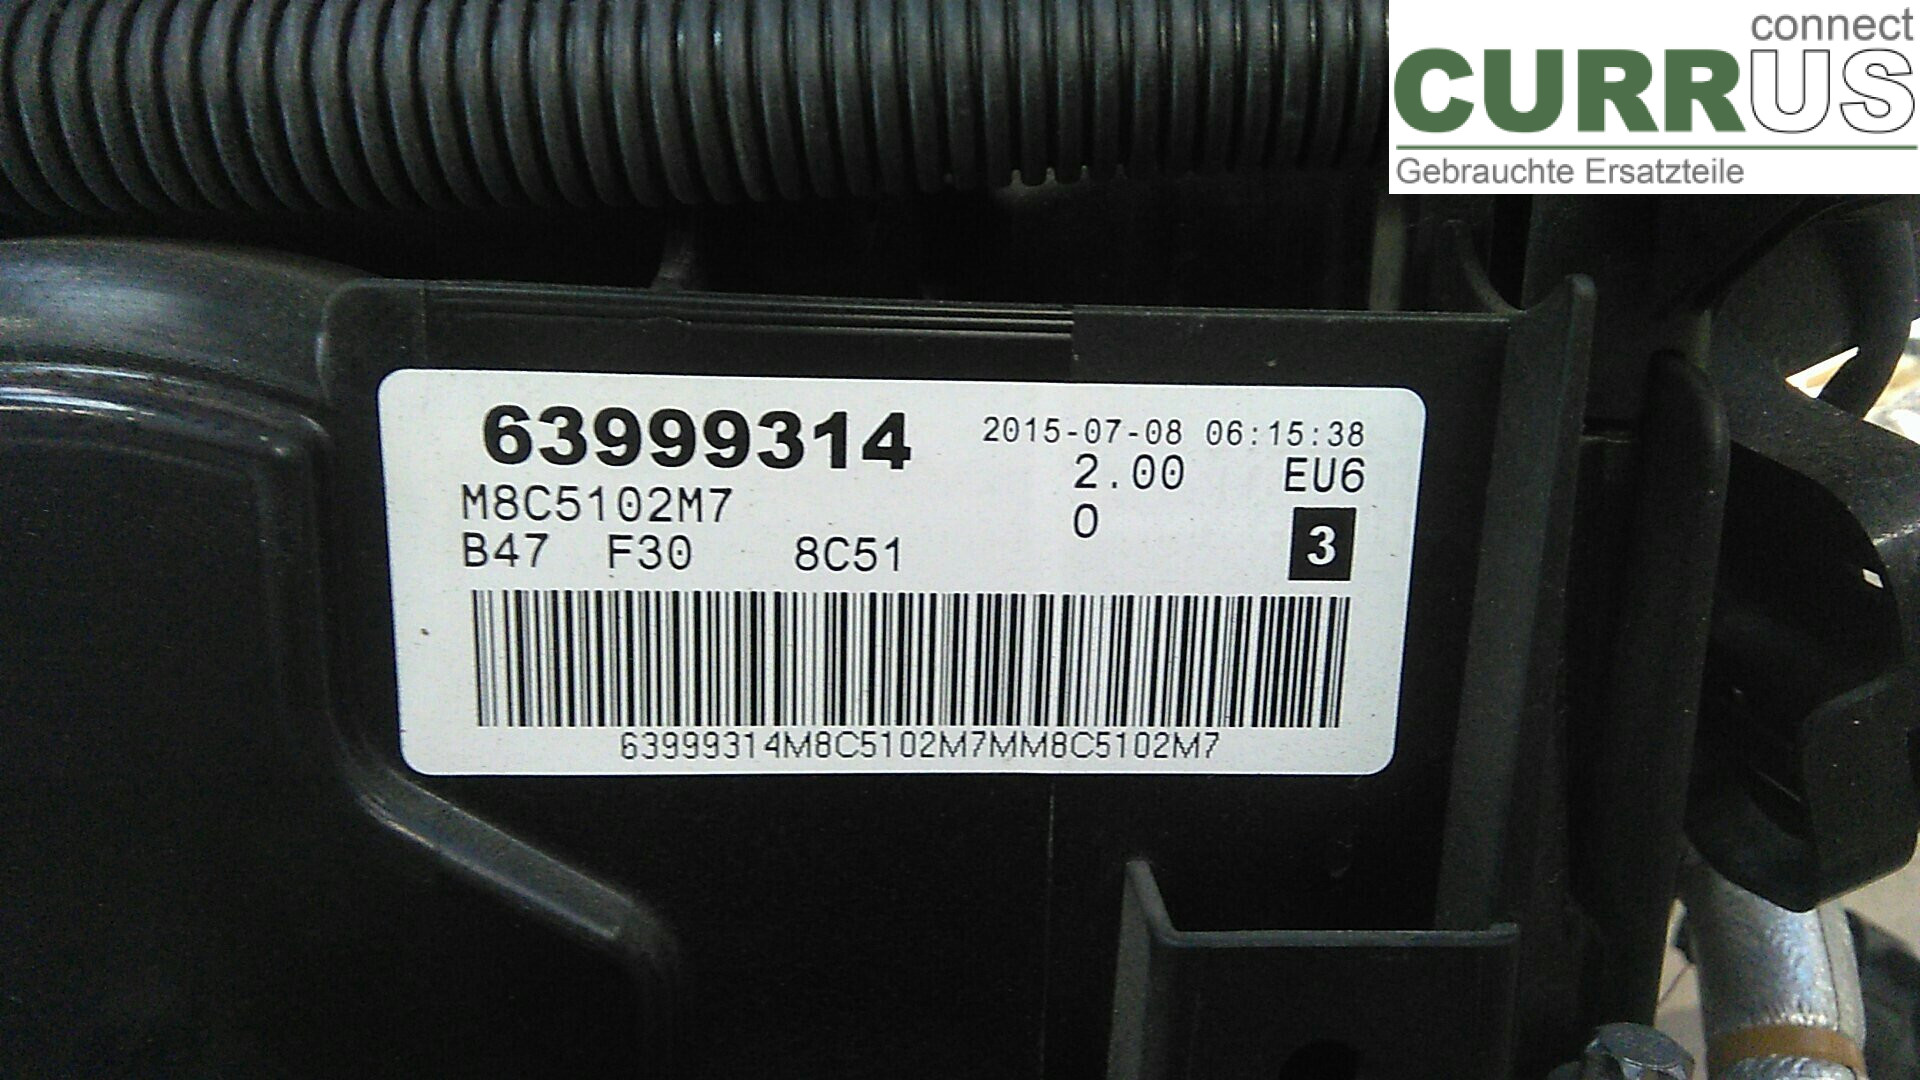 connect
CURRUS
Gebrauchte Ersatzteile
63999314 2015-07-08 06:15:38
M8C5102M7 2.00 EU6
B47 F30 8C51 0 3
63999314M8C5102M7MM8C5102M7